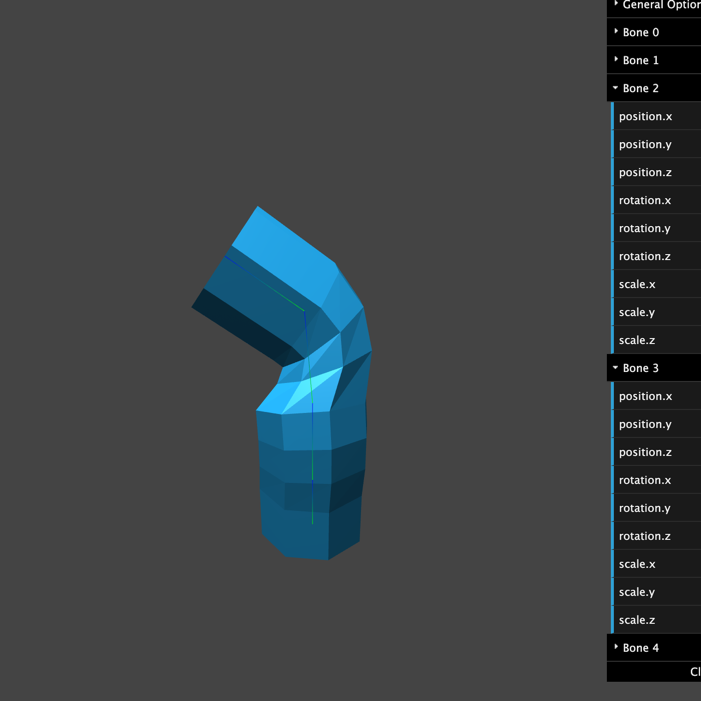 General Option
Bone 0
Bone 1
Bone 2
position.x
position.y
position.z
rotation.x
rotation.y
rotation.z
scale.x
scale.y
scale.z
Bone 3
position.x
position.y
position.z
rotation.x
rotation.y
rotation.z
scale.x
scale.y
scale.z
Bone 4
Cl